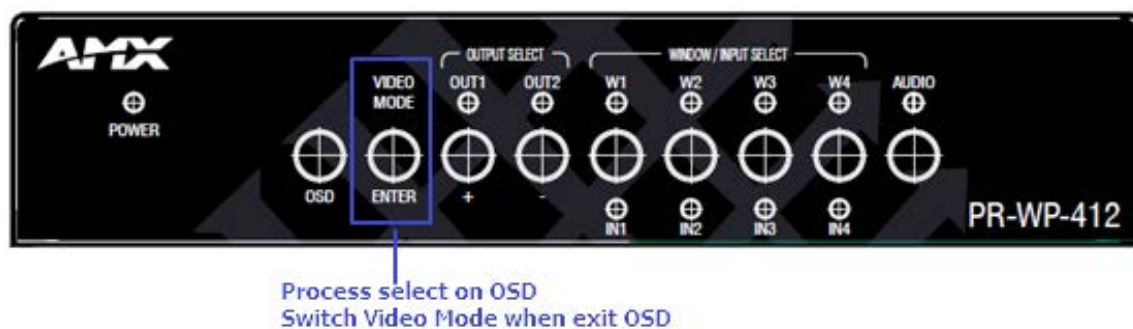 AMX
OUTPUT SELECT
WINDOW / INPUT SELECT
VIDEO MODE
OUT1 OUT2 W1 W2 W3 W4 AUDIO
POWER
OSD ENTER + -
IN1 IN2 IN3 IN4
PR-WP-412
Process select on OSD
Switch Video Mode when exit OSD